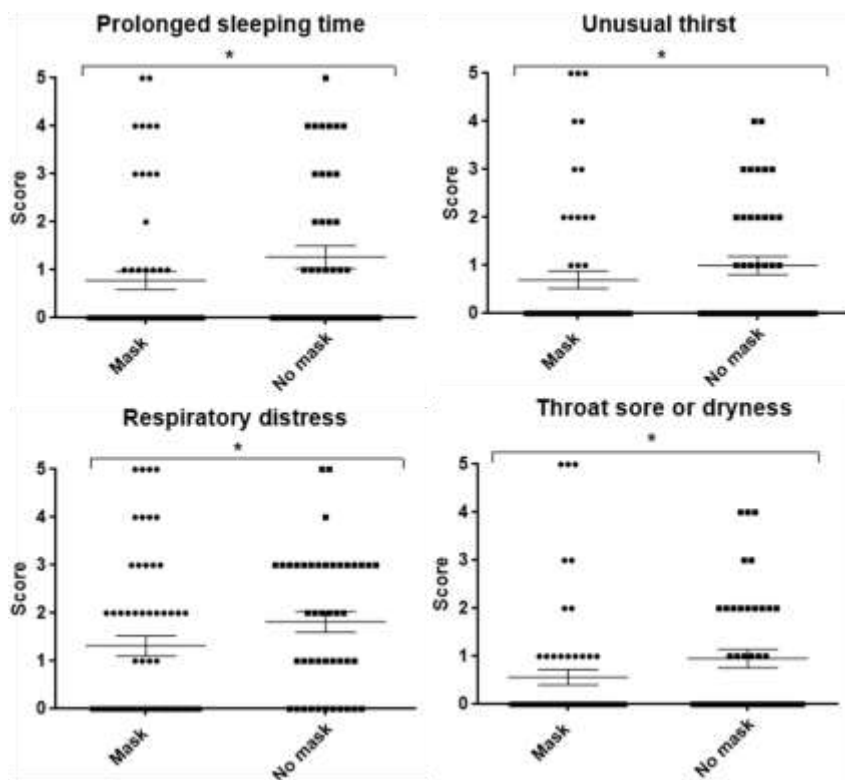 Prolonged sleeping time
*
5
4
3
2
1
0
Score
Mask
No mask
Unusual thirst
*
5
4
3
2
1
0
Score
Mask
No mask
Respiratory distress
*
5
4
3
2
1
0
Score
Mask
No mask
Throat sore or dryness
*
5
4
3
2
1
0
Score
Mask
No mask